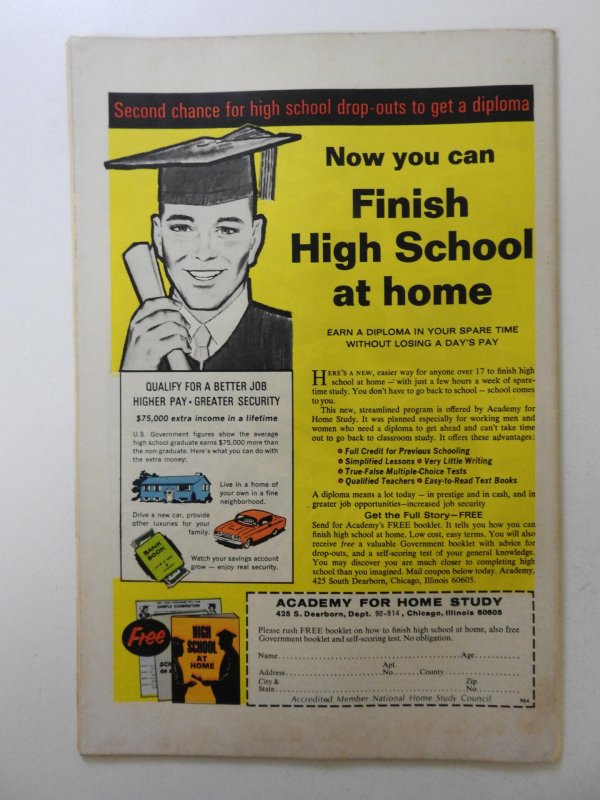 Second chance for high school drop-outs to get a diploma
Now you can
Finish
High School
at home
EARN A DIPLOMA IN YOUR SPARE TIME
WITHOUT LOSING A DAY'S PAY
HERE'S A NEW, easier way for anyone over 17 to finish high
school at home — with just a few hours a week of spare-
time study. You don't have to go back to school — school comes
to you.
This new, streamlined program is offered by Academy for
Home Study. It was planned especially for working men and
women who need a diploma to get ahead and can't take time
out to go back to classroom study. It offers these advantages:
Full Credit for Previous Schooling
Simplified Lessons • Very Little Writing
True-False Multiple-Choice Tests
Qualified Teachers • Easy-to-Read Text Books
A diploma means a lot today — in prestige and in cash, and in
greater job opportunities—increased job security
Get the Full Story—FREE
Send for Academy's FREE booklet. It tells you how you can
finish high school at home. Low cost, easy terms. You will also
receive free a valuable Government booklet with advice for
drop-outs, and a self-scoring test of your general knowledge.
You may discover you are much closer to completing high
school than you imagined. Mail coupon below today. Academy,
425 South Dearborn, Chicago, Illinois 60605.
QUALIFY FOR A BETTER JOB
HIGHER PAY • GREATER SECURITY
$75,000 extra income in a lifetime
U.S. Government figures show the average
high school graduate earns $75,000 more than
the non-graduate. Here's what you can do with
the extra money:
Live in a home of
your own in a fine
neighborhood.
Drive a new car, provide
other luxuries for your
family.
BANK
BOOK
Watch your savings account
grow — enjoy real security.
SAMPLE EXAMINATION
Free
HIGH
SCHOOL
AT
HOME
ACADEMY FOR HOME STUDY
425 S. Dearborn, Dept. 90-914, Chicago, Illinois 60605
Please rush FREE booklet on how to finish high school at home, also free
Government booklet and self-scoring test. No obligation.
Name Age
Address Apt. No. County
City & State Zip No.
Accredited Member National Home Study Council